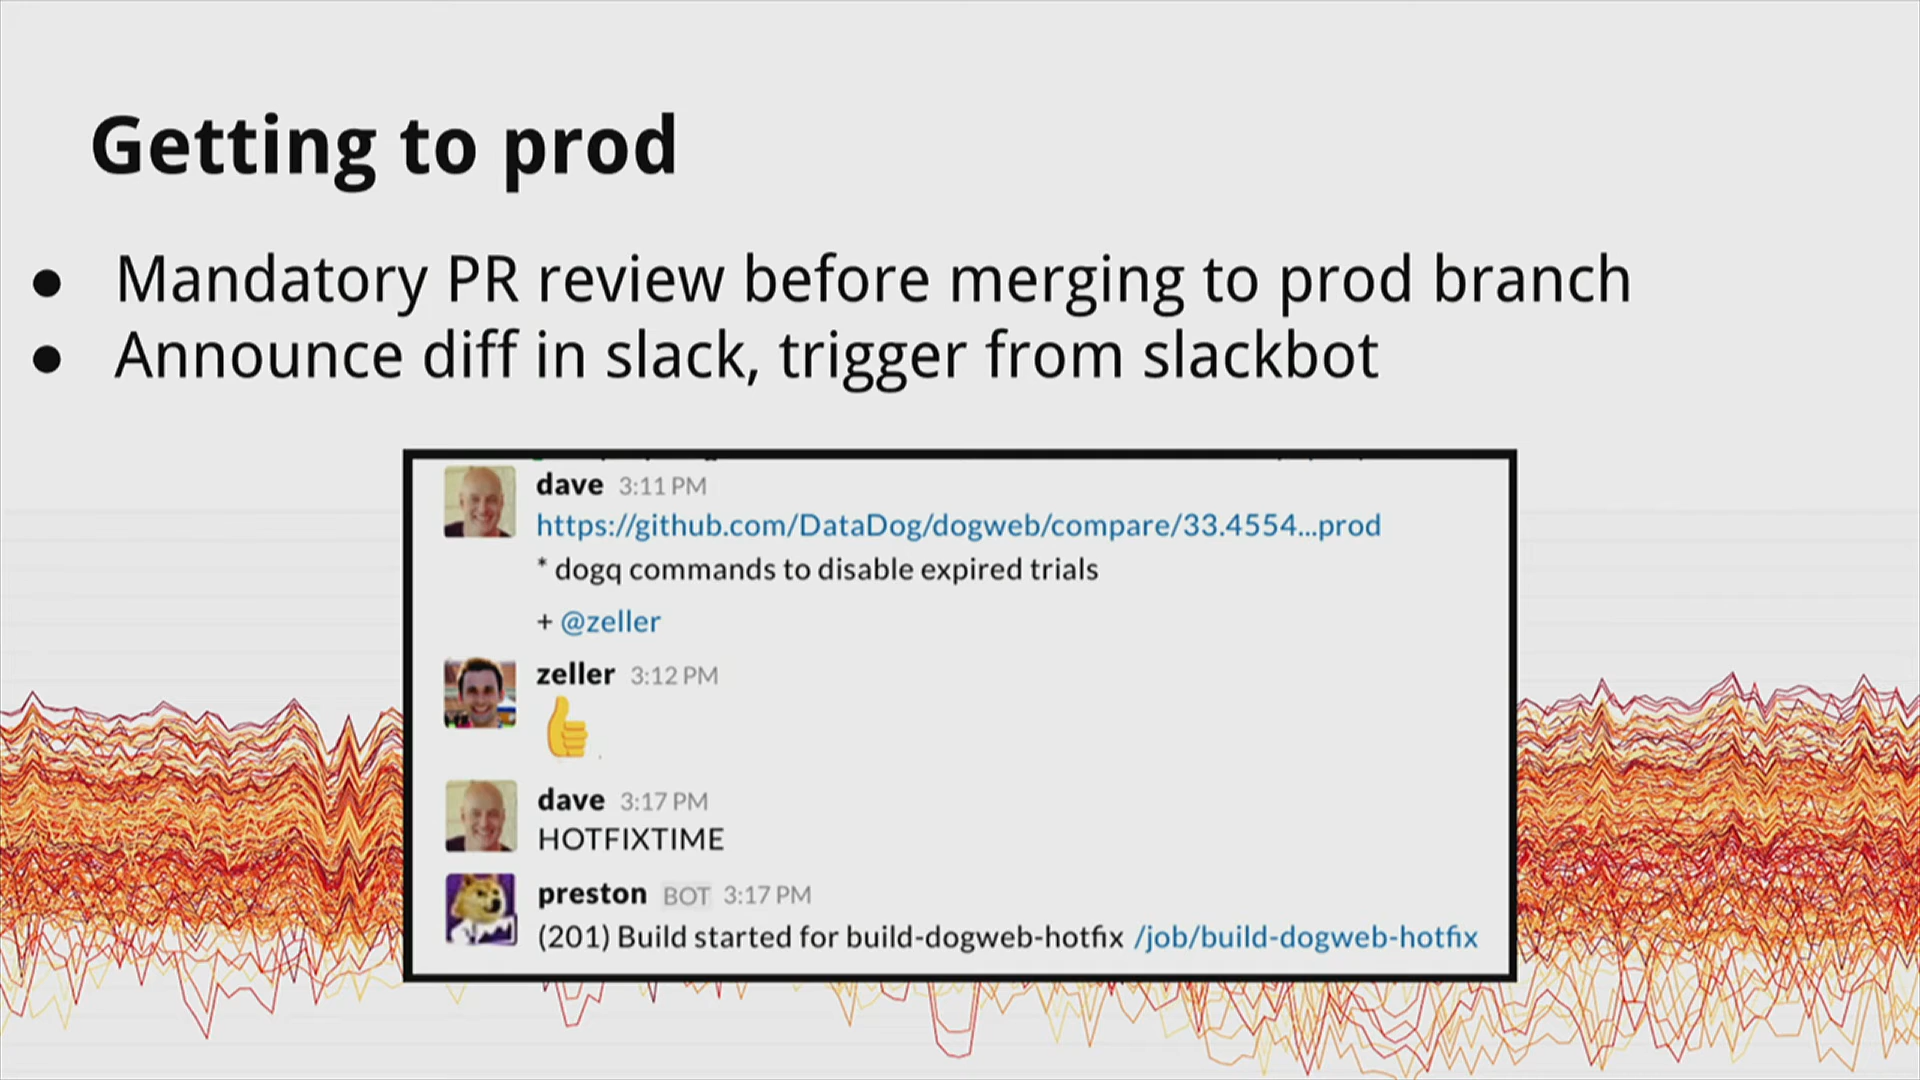 Getting to prod
● Mandatory PR review before merging to prod branch
● Announce diff in slack, trigger from slackbot
dave 3:11 PM
https://github.com/DataDog/dogweb/compare/33.4554...prod
* dogq commands to disable expired trials
+ @zeller
zeller 3:12 PM
dave 3:17 PM
HOTFIXTIME
preston BOT 3:17 PM
(201) Build started for build-dogweb-hotfix /job/build-dogweb-hotfix